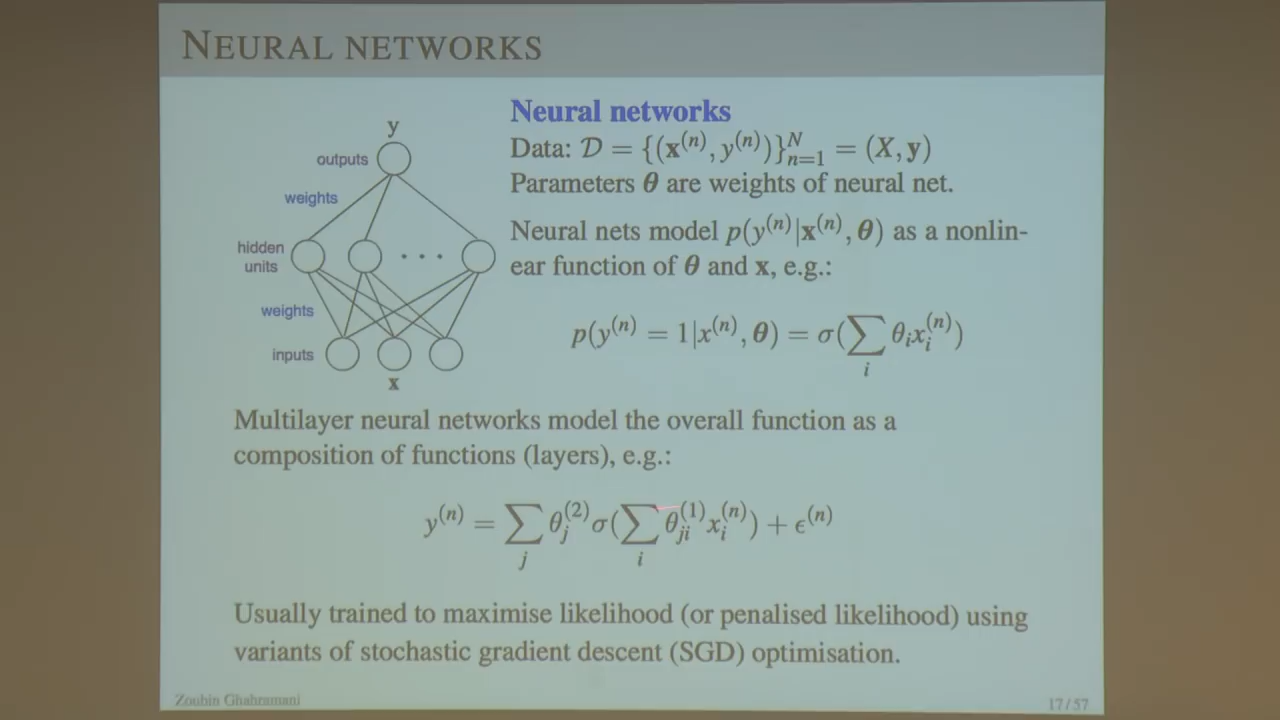 NEURAL NETWORKS
y
outputs
weights
hidden
units
weights
inputs
x
Neural networks
Data: 𝒟 = {(x⁽ⁿ⁾, y⁽ⁿ⁾)}ᴺₙ₌₁ = (X, y)
Parameters θ are weights of neural net.
Neural nets model p(y⁽ⁿ⁾|x⁽ⁿ⁾, θ) as a nonlin-
ear function of θ and x, e.g.:
p(y⁽ⁿ⁾ = 1|x⁽ⁿ⁾, θ) = σ(∑ᵢ θᵢxᵢ⁽ⁿ⁾)
Multilayer neural networks model the overall function as a
composition of functions (layers), e.g.:
y⁽ⁿ⁾ = ∑ⱼ θⱼ⁽²⁾σ(∑ᵢ θⱼᵢ⁽¹⁾xᵢ⁽ⁿ⁾) + ϵ⁽ⁿ⁾
Usually trained to maximise likelihood (or penalised likelihood) using
variants of stochastic gradient descent (SGD) optimisation.
Zoubin Ghahramani
17 / 57